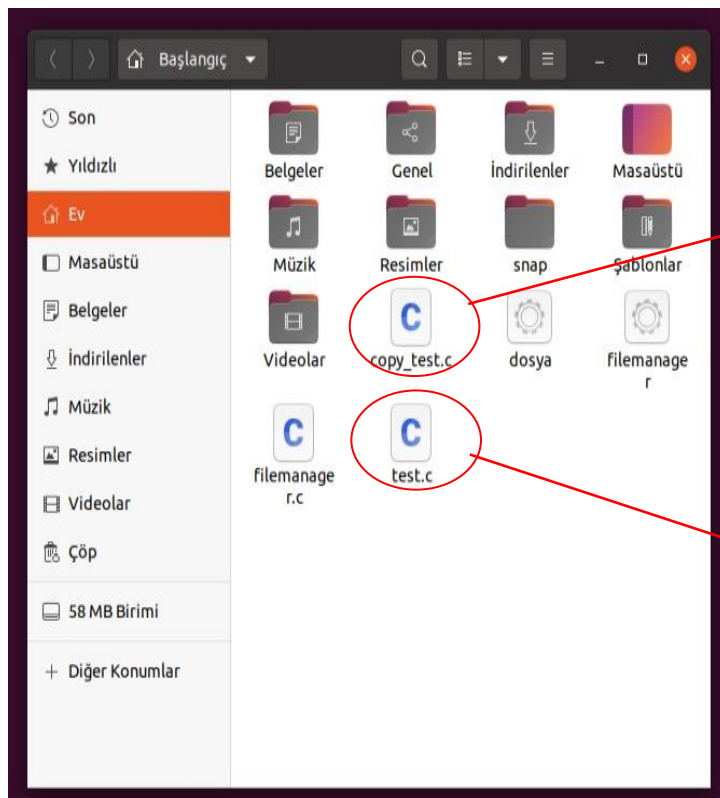 Başlangıç
Son
Yıldızlı
Ev
Masaüstü
Belgeler
İndirilenler
Müzik
Resimler
Videolar
Çöp
58 MB Birimi
Diğer Konumlar
Belgeler
Genel
İndirilenler
Masaüstü
Müzik
Resimler
snap
Şablonlar
Videolar
C
copy_test.c
dosya
filemanage
r
C
filemanage
r.c
C
test.c